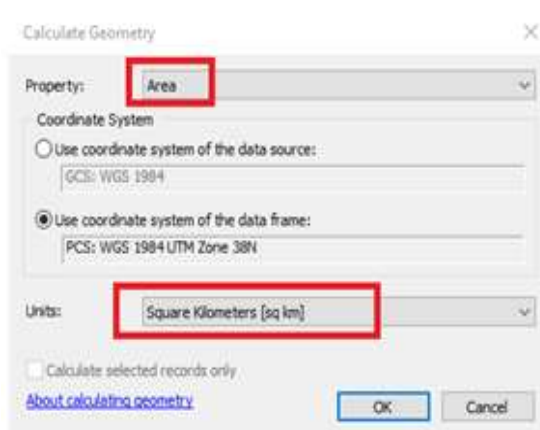 Calculate Geometry
Property: Area
Coordinate System
Use coordinate system of the data source:
GCS: WGS 1984
Use coordinate system of the data frame:
PCS: WGS 1984 UTM Zone 38N
Units: Square Kilometers [sq km]
Calculate selected records only
About calculating geometry OK Cancel